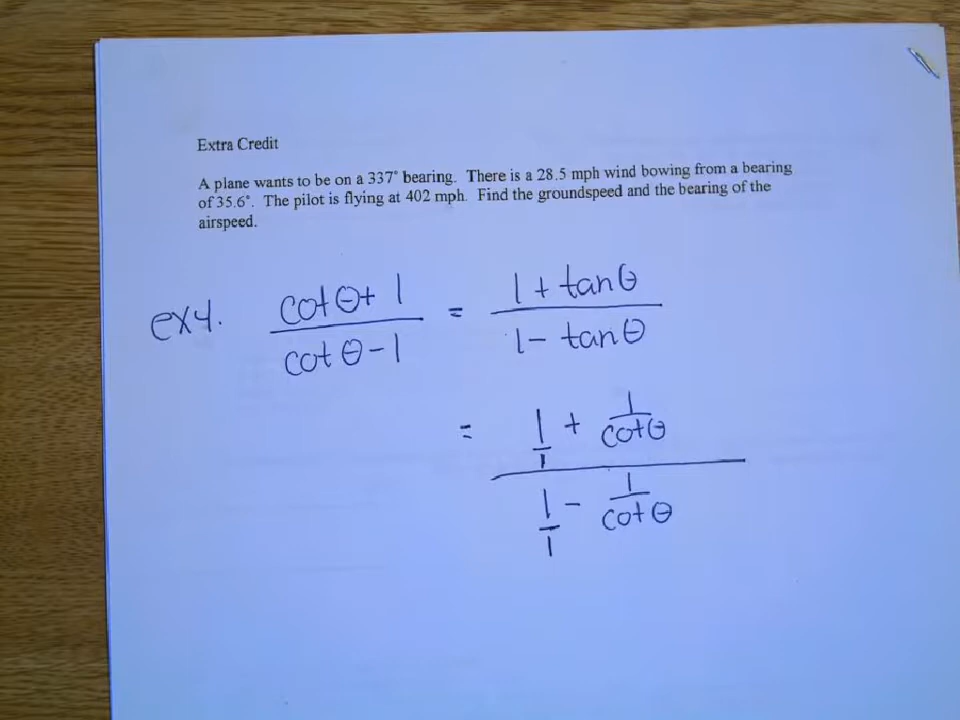 Extra Credit
A plane wants to be on a 337° bearing. There is a 28.5 mph wind bowing from a bearing
of 35.6°. The pilot is flying at 402 mph. Find the groundspeed and the bearing of the
airspeed.
ex4. (cot θ + 1)/(cot θ - 1) = (1 + tan θ)/(1 - tan θ)
= (1/1 + 1/cot θ)/(1/1 - 1/cot θ)